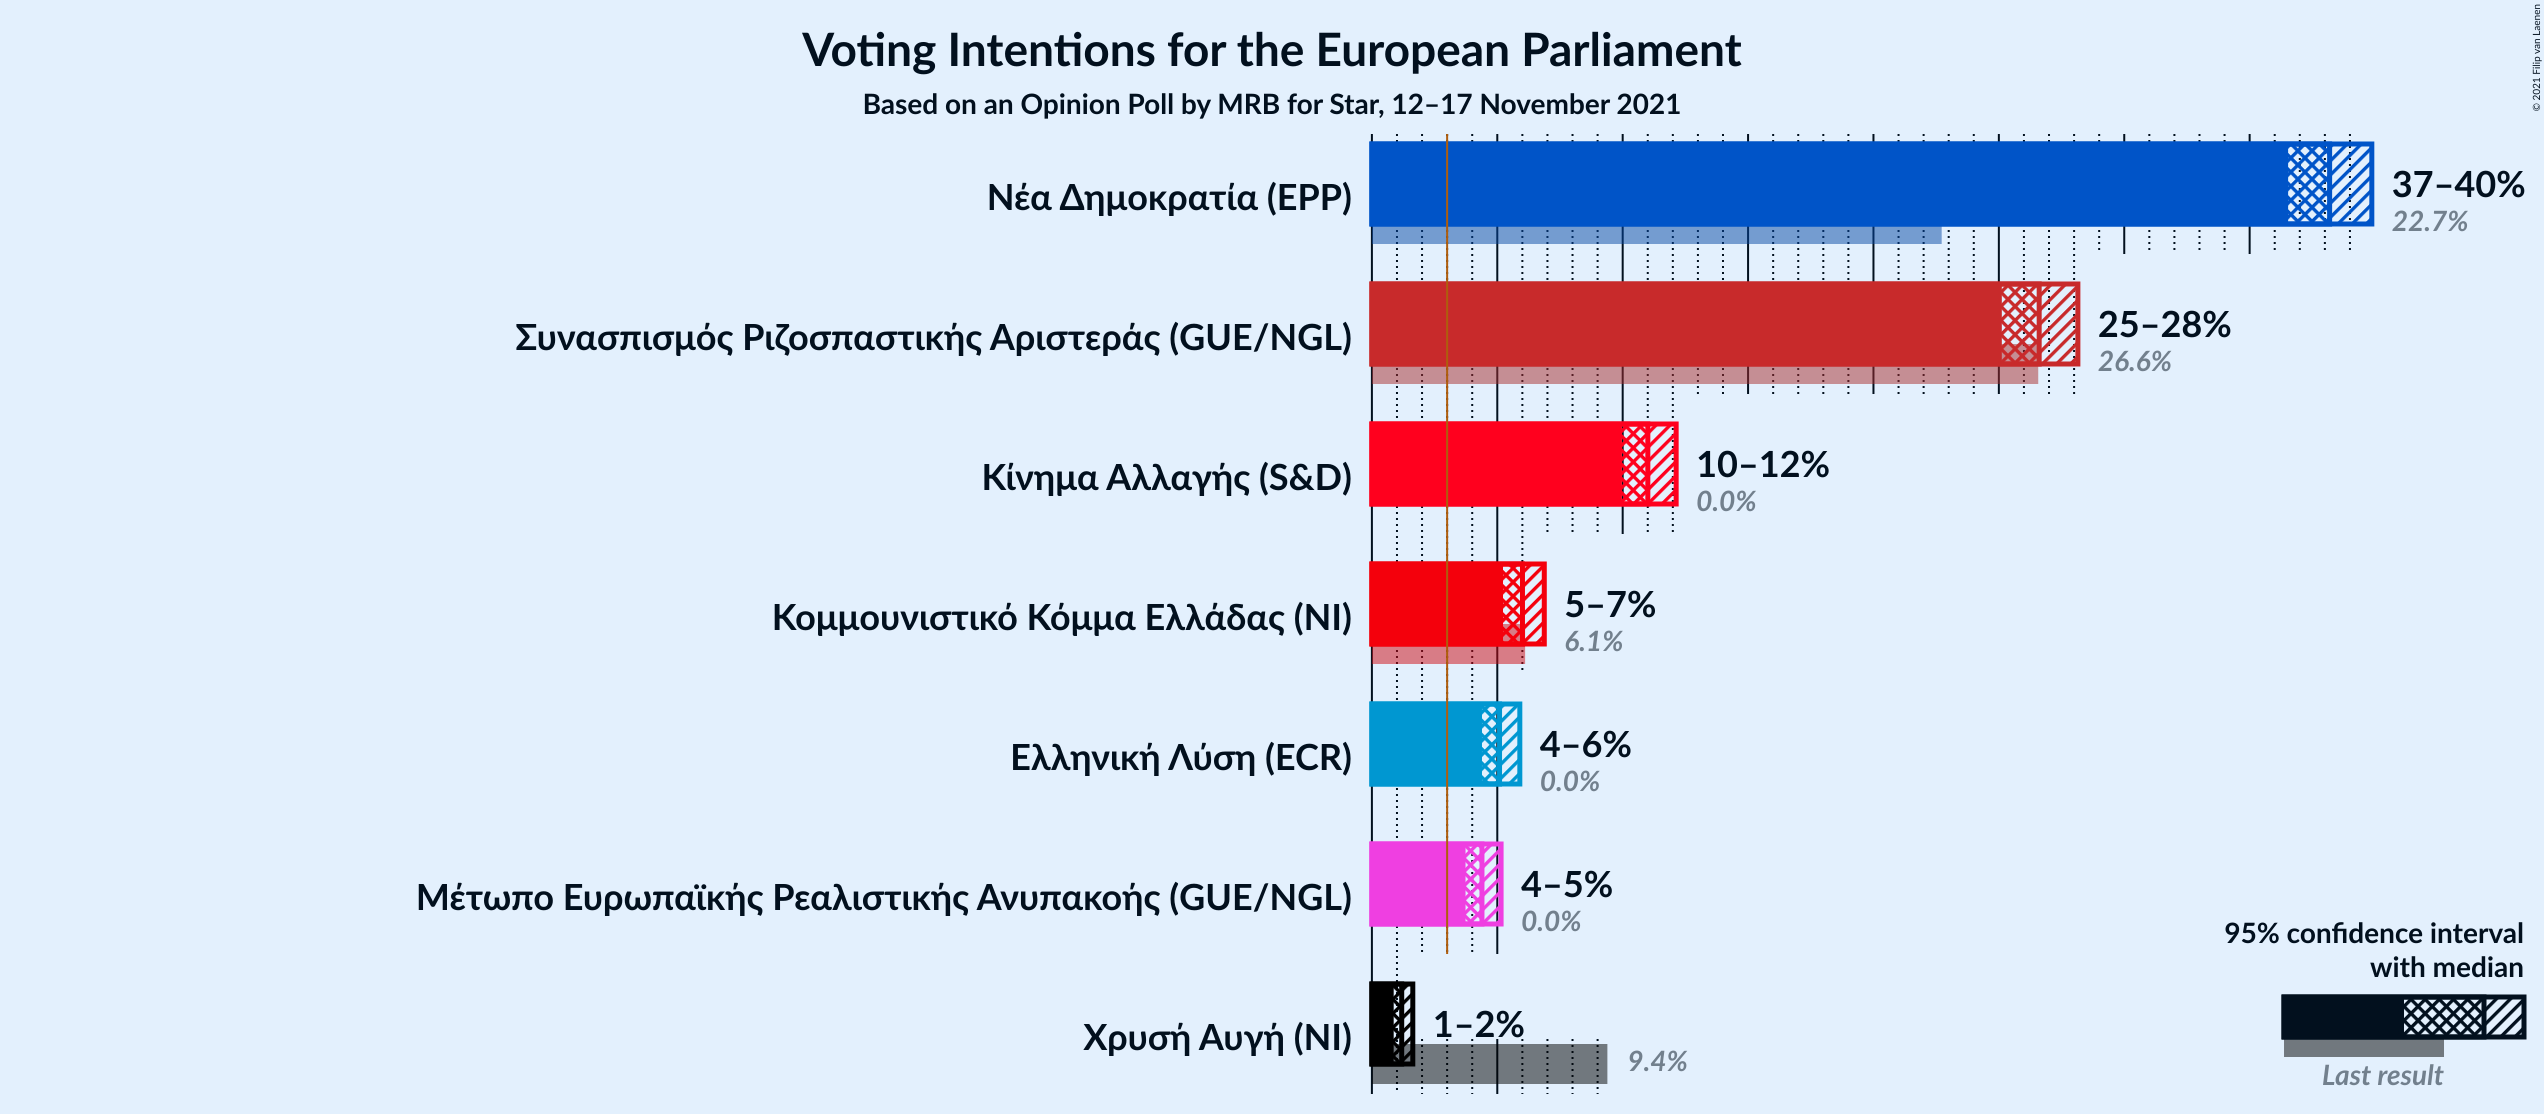 Voting Intentions for the European Parliament
Based on an Opinion Poll by MRB for Star, 12–17 November 2021
© 2021 Filip van Laenen
Νέα Δημοκρατία (EPP)
37–40%
22.7%
Συνασπισμός Ριζοσπαστικής Αριστεράς (GUE/NGL)
25–28%
26.6%
Κίνημα Αλλαγής (S&D)
10–12%
0.0%
Κομμουνιστικό Κόμμα Ελλάδας (NI)
5–7%
6.1%
Ελληνική Λύση (ECR)
4–6%
0.0%
Μέτωπο Ευρωπαϊκής Ρεαλιστικής Ανυπακοής (GUE/NGL)
4–5%
0.0%
Χρυσή Αυγή (NI)
1–2%
9.4%
95% confidence interval
with median
Last result